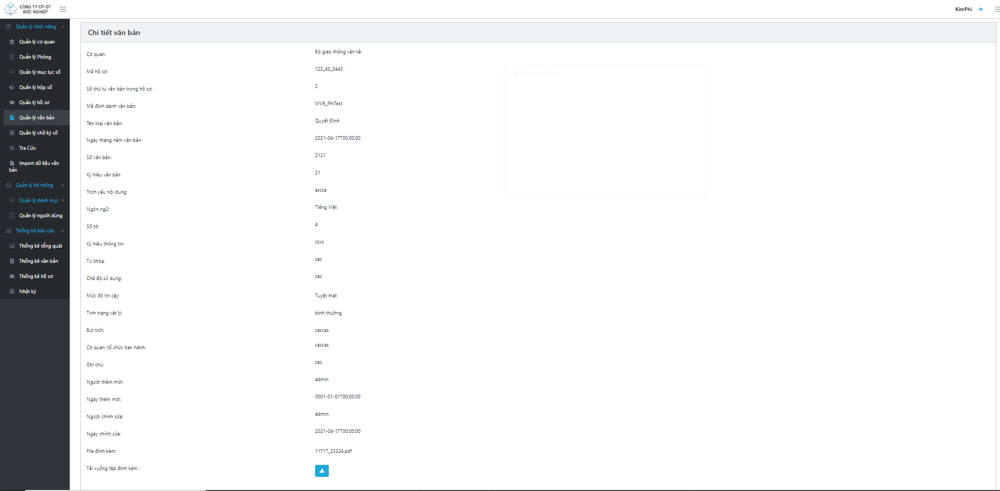 CÔNG TY CP-ĐT
ĐỨC NGHIỆP
KimPhi
Quản lý chức năng
Quản lý cơ quan
Quản lý Phông
Quản lý mục lục số
Quản lý hộp số
Quản lý hồ sơ
Quản lý văn bản
Quản lý chữ ký số
Tra Cứu
Import dữ liệu văn
bản
Quản lý hệ thống
Quản lý danh mục
Quản lý người dùng
Thống kê báo cáo
Thống kê tổng quát
Thống kê văn bản
Thống kê hồ sơ
Nhật ký
Chi tiết văn bản
Cơ quan: Bộ giao thông vận tải
Mã hồ sơ: 122_43_3443
Số thứ tự văn bản trong hồ sơ: 2
Mã định danh văn bản: MVB_PhiTest
Tên loại văn bản: Quyết Định
Ngày tháng năm văn bản: 2021-04-17T00:00:00
Số văn bản: 2121
Ký hiệu văn bản 21
Trích yếu nội dung: ascsa
Ngôn ngữ: Tiếng Việt
Số tờ: 4
Ký hiệu thông tin: czxc
Từ khóa: cas
Chế độ sử dụng: cas
Mức độ tin cậy: Tuyệt mật
Tình trạng vật lý: bình thường
Bút tích: cascas
Cơ quan, tổ chức ban hành: cascas
Ghi chú: cas
Người thêm mới: admin
Ngày thêm mới: 0001-01-01T00:00:00
Người chỉnh sửa: admin
Ngày chỉnh sửa: 2021-04-17T00:00:00
File đính kèm: 11717_23324.pdf
Tải xuống tệp đính kèm :
Snipping Tool